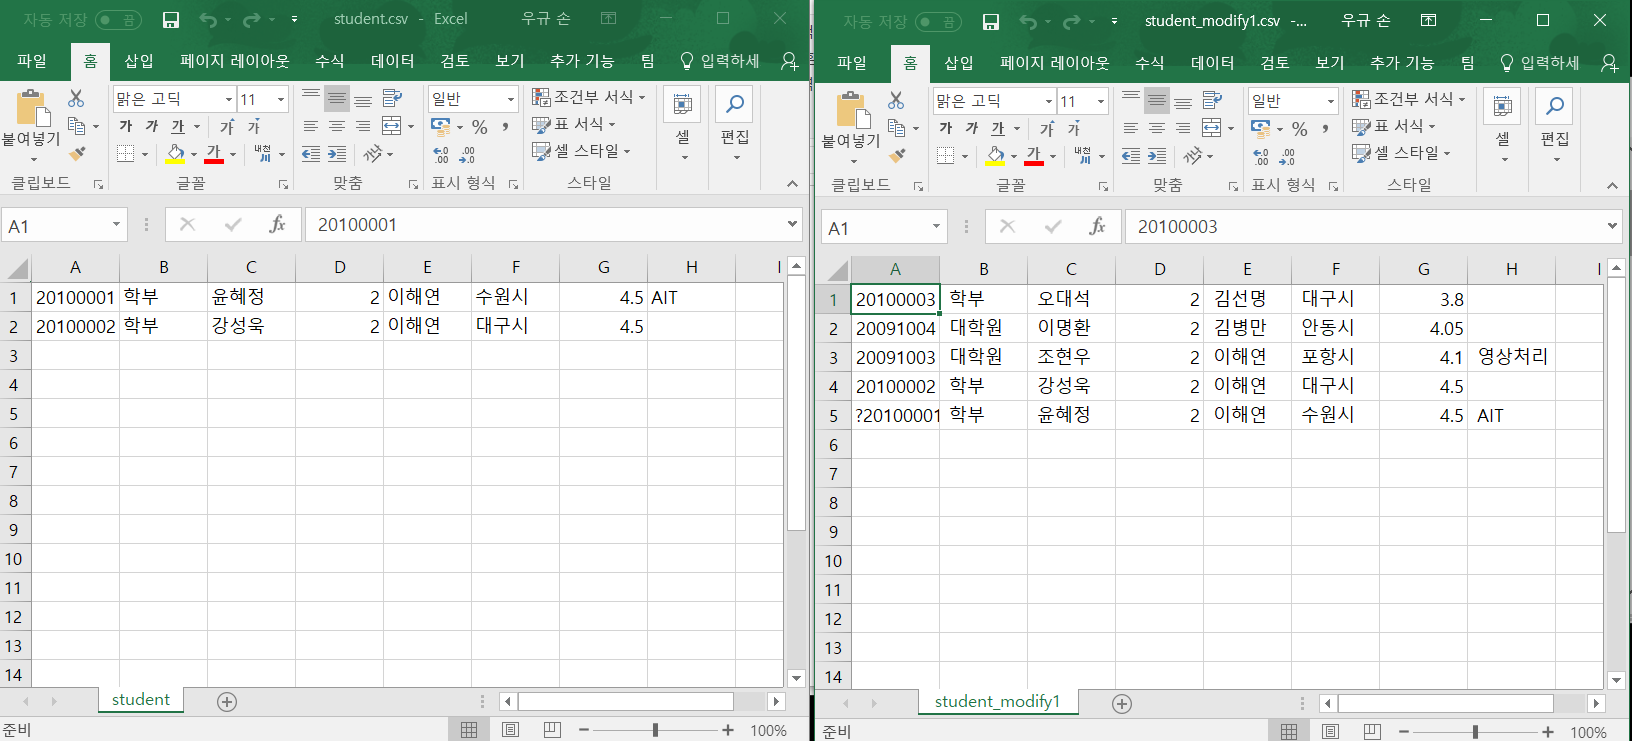 자동 저장 끔 student.csv - Excel 우규 손
파일 홈 삽입 페이지 레이아웃 수식 데이터 검토 보기 추가 기능 팀 입력하세
붙여넣기
맑은 고딕 11
가 가 가 가 가
가 내천
일반
% ,
조건부 서식
표 서식
셀 스타일
셀
편집
클립보드 글꼴 맞춤 표시 형식 스타일
A1 fx 20100001
A B C D E F G H I
1 20100001 학부 윤혜정 2 이해연 수원시 4.5 AIT
2 20100002 학부 강성욱 2 이해연 대구시 4.5
3
4
5
6
7
8
9
10
11
12
13
14
student
준비 100%
자동 저장 끔 student_modify1.csv -... 우규 손
파일 홈 삽입 페이지 레이아웃 수식 데이터 검토 보기 추가 기능 팀 입력하세
붙여넣기
맑은 고딕 11
가 가 가 가 가
가 내천
일반
% ,
조건부 서식
표 서식
셀 스타일
셀
편집
클립보드 글꼴 맞춤 표시 형식 스타일
A1 fx 20100003
A B C D E F G H I
1 20100003 학부 오대석 2 김선명 대구시 3.8
2 20091004 대학원 이명환 2 김병만 안동시 4.05
3 20091003 대학원 조현우 2 이해연 포항시 4.1 영상처리
4 20100002 학부 강성욱 2 이해연 대구시 4.5
5 ?20100001 학부 윤혜정 2 이해연 수원시 4.5 AIT
6
7
8
9
10
11
12
13
14
student_modify1
준비 100%